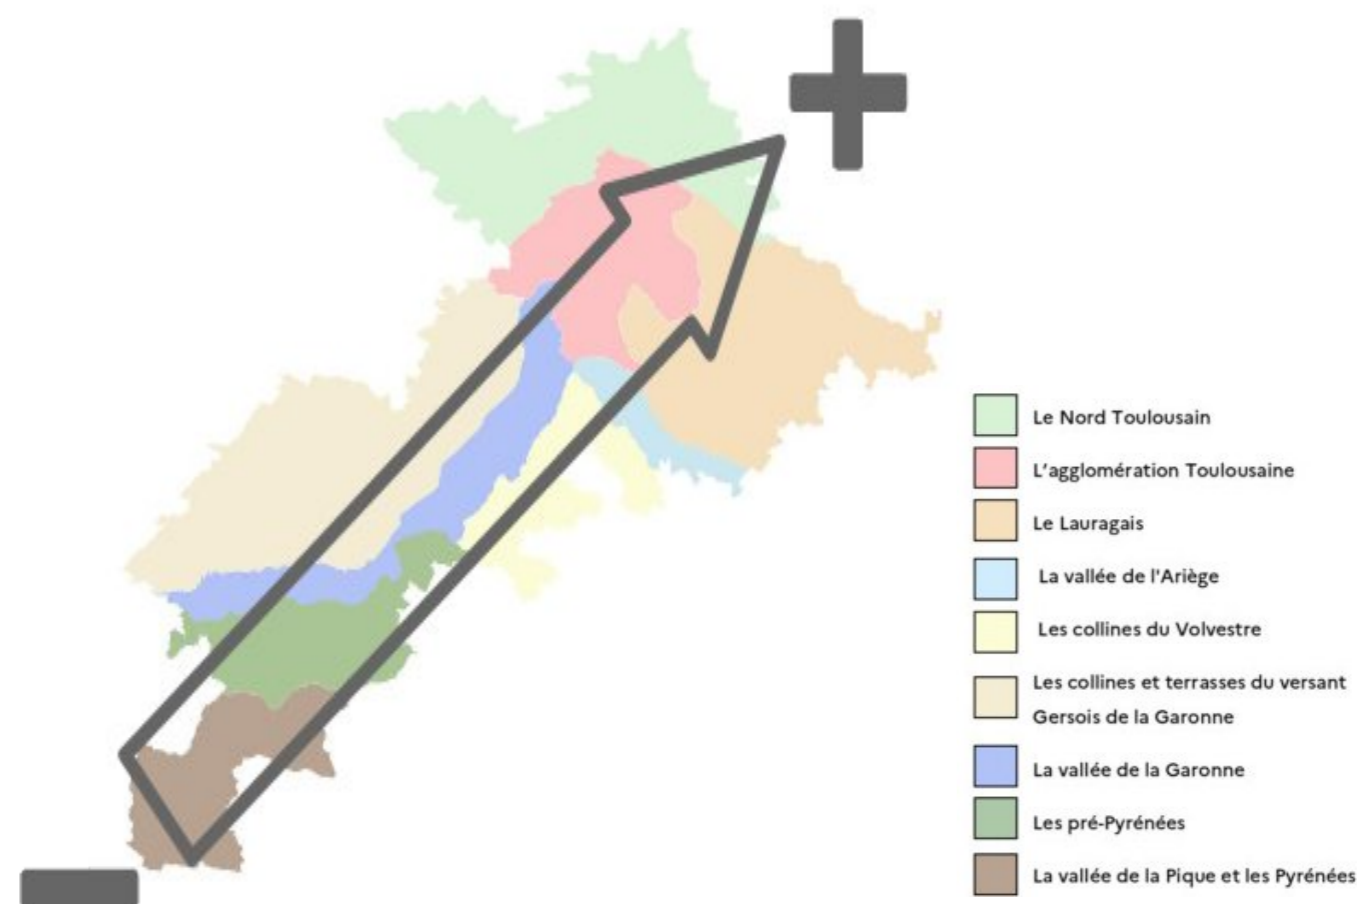 Le Nord Toulousain
L'agglomération Toulousaine
Le Lauragais
La vallée de l'Ariège
Les collines du Volvestre
Les collines et terrasses du versant
Gersois de la Garonne
La vallée de la Garonne
Les pré-Pyrénées
La vallée de la Pique et les Pyrénées